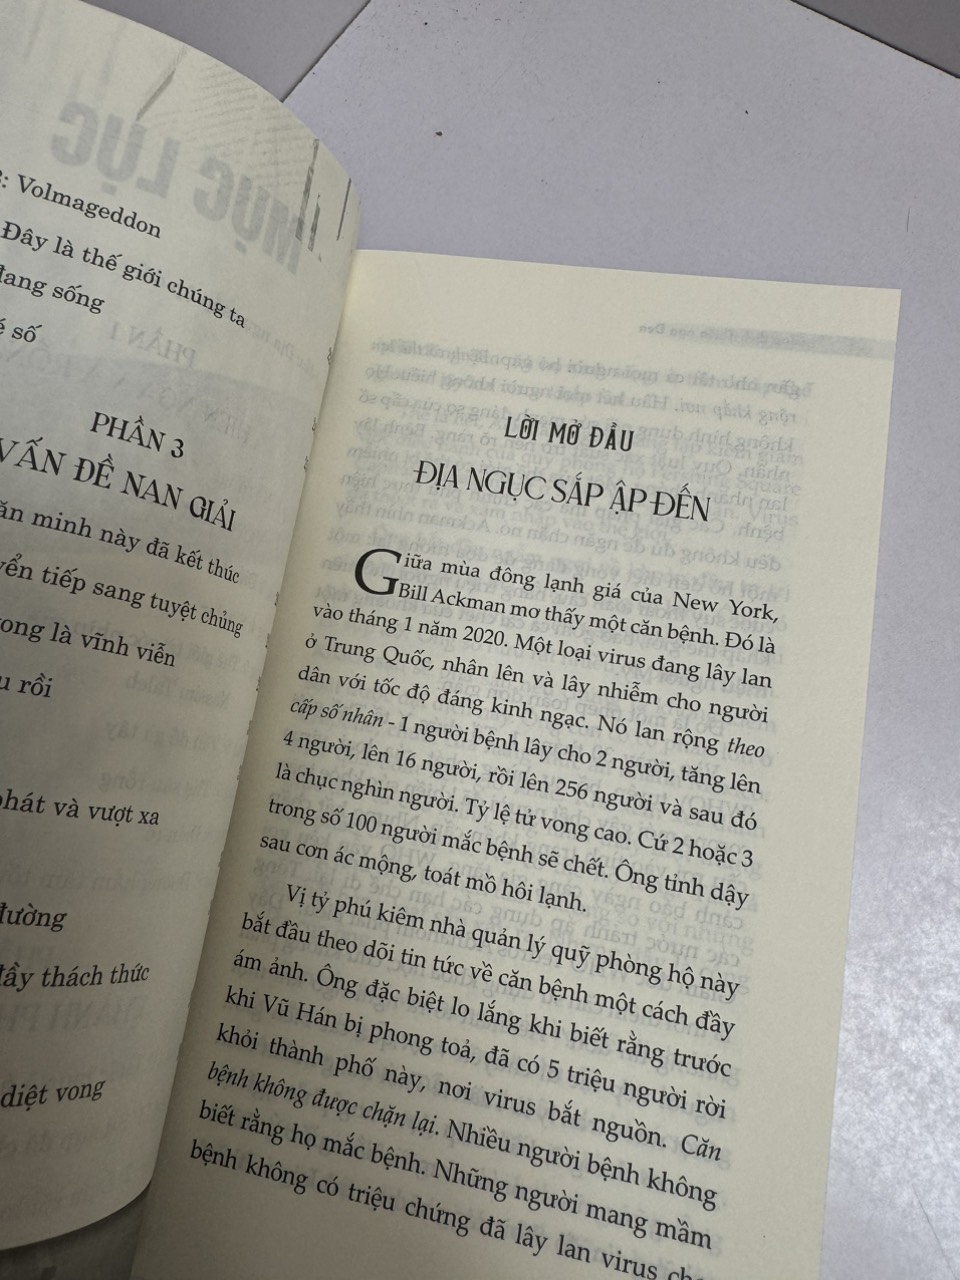 MỤC LỤC
: Volmageddon
Đây là thế giới chúng ta
đang sống
số
PHẦN 3
VẤN ĐỀ NAN GIẢI
minh này đã kết thúc
tiếp sang tuyệt chủng
vong là vĩnh viễn
rồi
phát và vượt xa
đường
đầy thách thức
diệt vong
PHẦN 1
LỜI MỞ ĐẦU
ĐỊA NGỤC SẮP ẬP ĐẾN
Giữa mùa đông lạnh giá của New York,
Bill Ackman mơ thấy một căn bệnh. Đó là
vào tháng 1 năm 2020. Một loại virus đang lây lan
ở Trung Quốc, nhân lên và lây nhiễm cho người
dân với tốc độ đáng kinh ngạc. Nó lan rộng theo
cấp số nhân - 1 người bệnh lây cho 2 người, tăng lên
4 người, lên 16 người, rồi lên 256 người và sau đó
là chục nghìn người. Tỷ lệ tử vong cao. Cứ 2 hoặc 3
trong số 100 người mắc bệnh sẽ chết. Ông tỉnh dậy
sau cơn ác mộng, toát mồ hôi lạnh.
Vị tỷ phú kiêm nhà quản lý quỹ phòng hộ này
bắt đầu theo dõi tin tức về căn bệnh một cách đầy
ám ảnh. Ông đặc biệt lo lắng khi biết rằng trước
khi Vũ Hán bị phong toả, đã có 5 triệu người rời
khỏi thành phố này, nơi virus bắt nguồn. Căn
bệnh không được chặn lại. Nhiều người bệnh không
biết rằng họ mắc bệnh. Những người mang mầm
bệnh không có triệu chứng đã lây lan virus